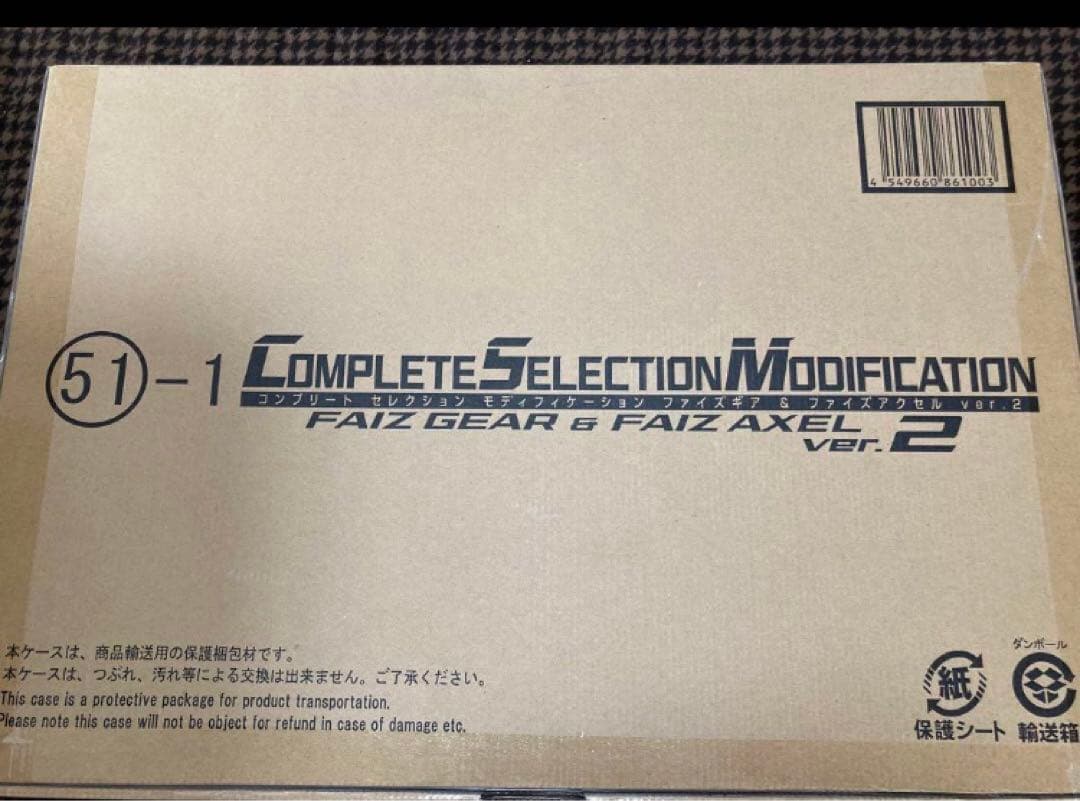 4 549660 861003
51-1 COMPLETE SELECTION MODIFICATION
コンプリート セレクション モディフィケーション ファイズギア & ファイズアクセル ver.2
FAIZ GEAR & FAIZ AXEL
ver.2
本ケースは、商品輸送用の保護梱包材です。
本ケースは、つぶれ、汚れ等による交換は出来ません。ご了承ください。
This case is a protective package for product transportation.
Please note this case will not be object for refund in case of damage etc.
ダンボール
紙
保護シート 輸送箱